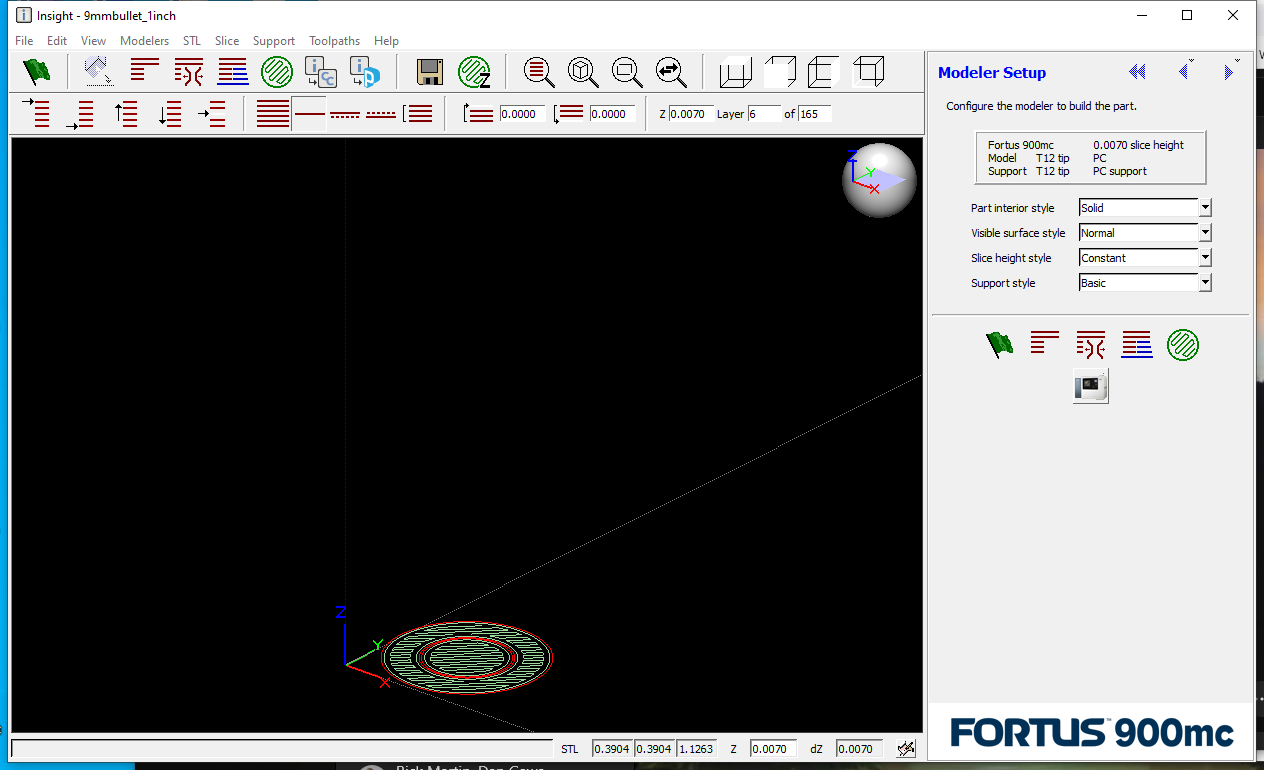 Insight - 9mmbullet_1inch
File Edit View Modelers STL Slice Support Toolpaths Help
0.0000 0.0000 Z 0.0070 Layer 6 of 165
Z
Y
X
Z
Y
X
STL 0.3904 0.3904 1.1263 Z 0.0070 dZ 0.0070
Modeler Setup
Configure the modeler to build the part.
Fortus 900mc 0.0070 slice height
Model T12 tip PC
Support T12 tip PC support
Part interior style Solid
Visible surface style Normal
Slice height style Constant
Support style Basic
FORTUS™ 900mc